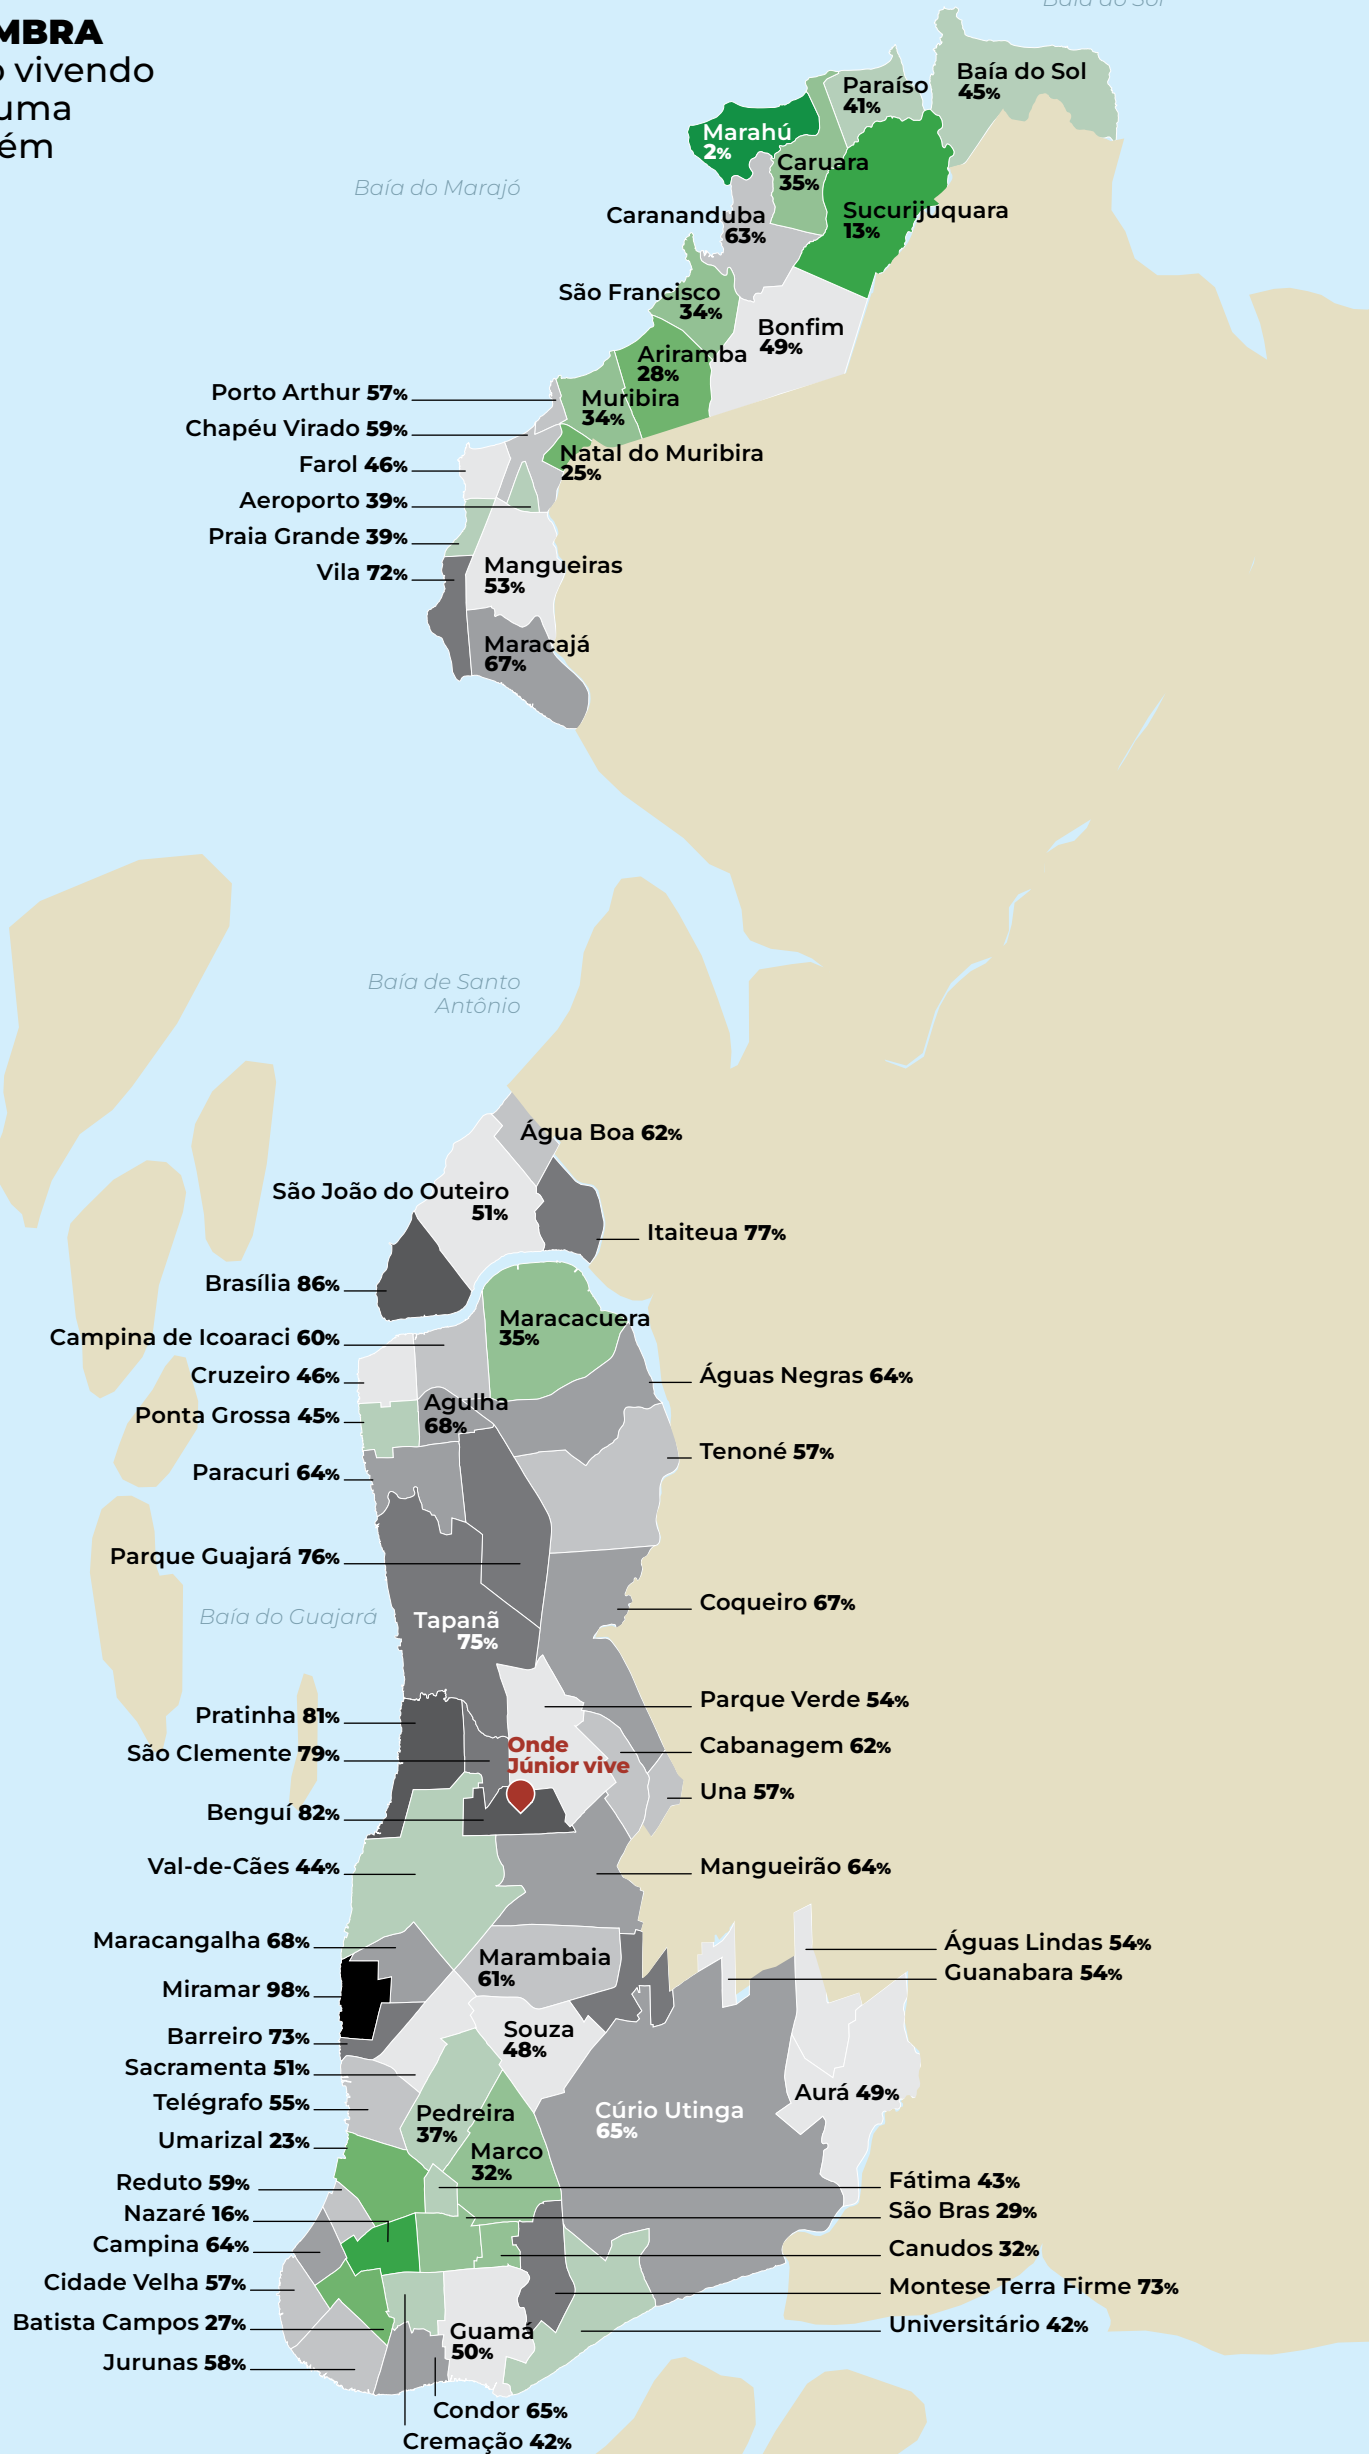 MBRA
o vivendo
uma
ém
Baía do Sol
Baía do Sol
45%
Paraíso
41%
Marahú
2%
Caruara
35%
Baía do Marajó
Sucurijuquara
13%
Carananduba
63%
São Francisco
34%
Bonfim
49%
Ariramba
28%
Porto Arthur 57%
Muribira
34%
Chapéu Virado 59%
Natal do Muribira
25%
Farol 46%
Aeroporto 39%
Praia Grande 39%
Vila 72%
Mangueiras
53%
Maracajá
67%
Baía de Santo
Antônio
Água Boa 62%
São João do Outeiro
51%
Itaiteua 77%
Brasília 86%
Maracacuera
35%
Campina de Icoaraci 60%
Cruzeiro 46%
Águas Negras 64%
Agulha
68%
Ponta Grossa 45%
Tenoné 57%
Paracuri 64%
Parque Guajará 76%
Coqueiro 67%
Baía do Guajará
Tapanã
75%
Parque Verde 54%
Pratinha 81%
Onde
Júnior vive
Cabanagem 62%
São Clemente 79%
Una 57%
Benguí 82%
Val-de-Cães 44%
Mangueirão 64%
Maracangalha 68%
Águas Lindas 54%
Marambaia
61%
Guanabara 54%
Miramar 98%
Souza
48%
Barreiro 73%
Sacramenta 51%
Aurá 49%
Telégrafo 55%
Pedreira
37%
Cúrio Utinga
65%
Umarizal 23%
Marco
32%
Reduto 59%
Fátima 43%
Nazaré 16%
São Bras 29%
Campina 64%
Canudos 32%
Cidade Velha 57%
Montese Terra Firme 73%
Batista Campos 27%
Universitário 42%
Guamá
50%
Jurunas 58%
Condor 65%
Cremação 42%